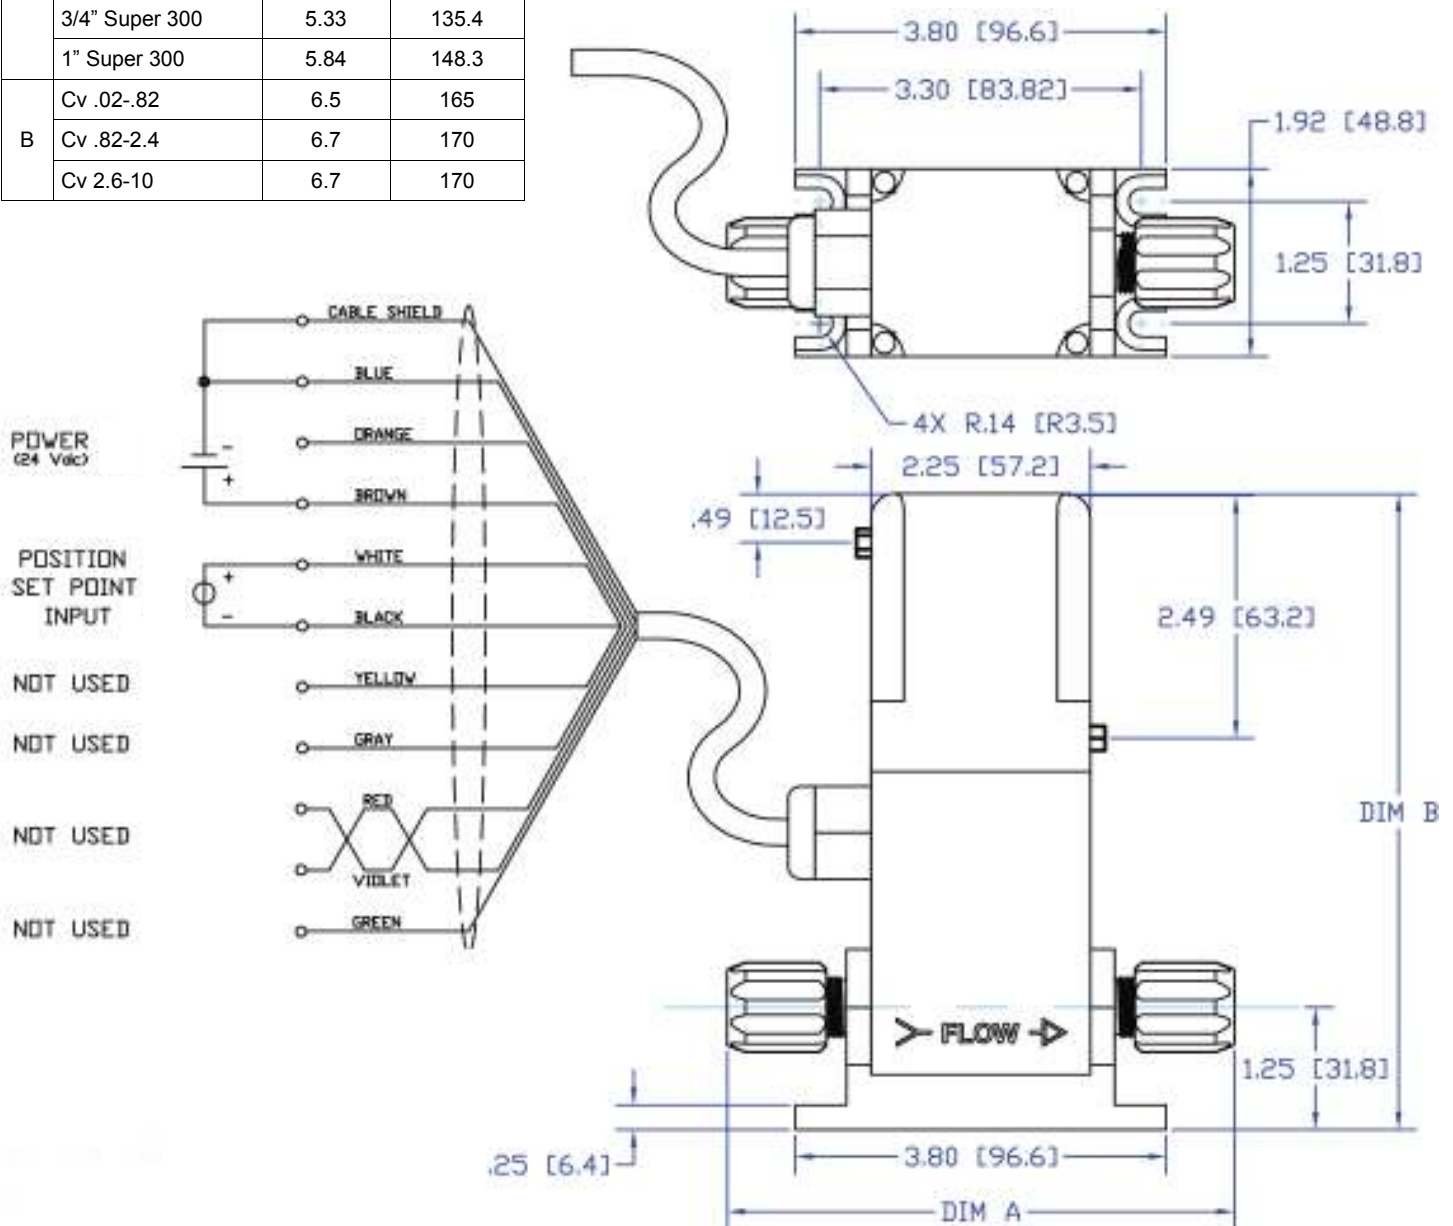 3/4” Super 300 5.33 135.4
1” Super 300 5.84 148.3
B
Cv .02-.82 6.5 165
Cv .82-2.4 6.7 170
Cv 2.6-10 6.7 170
3.80 [96.6]
3.30 [83.82]
1.92 [48.8]
1.25 [31.8]
4X R.14 [R3.5]
2.25 [57.2]
.49 [12.5]
2.49 [63.2]
DIM B
FLOW
1.25 [31.8]
.25 [6.4]
3.80 [96.6]
DIM A
CABLE SHIELD
BLUE
ORANGE
POWER
(24 Vdc)
-
+
BROWN
WHITE
POSITION
SET POINT
INPUT
+
-
BLACK
NOT USED YELLOW
NOT USED GRAY
RED
NOT USED
VIOLET
NOT USED GREEN